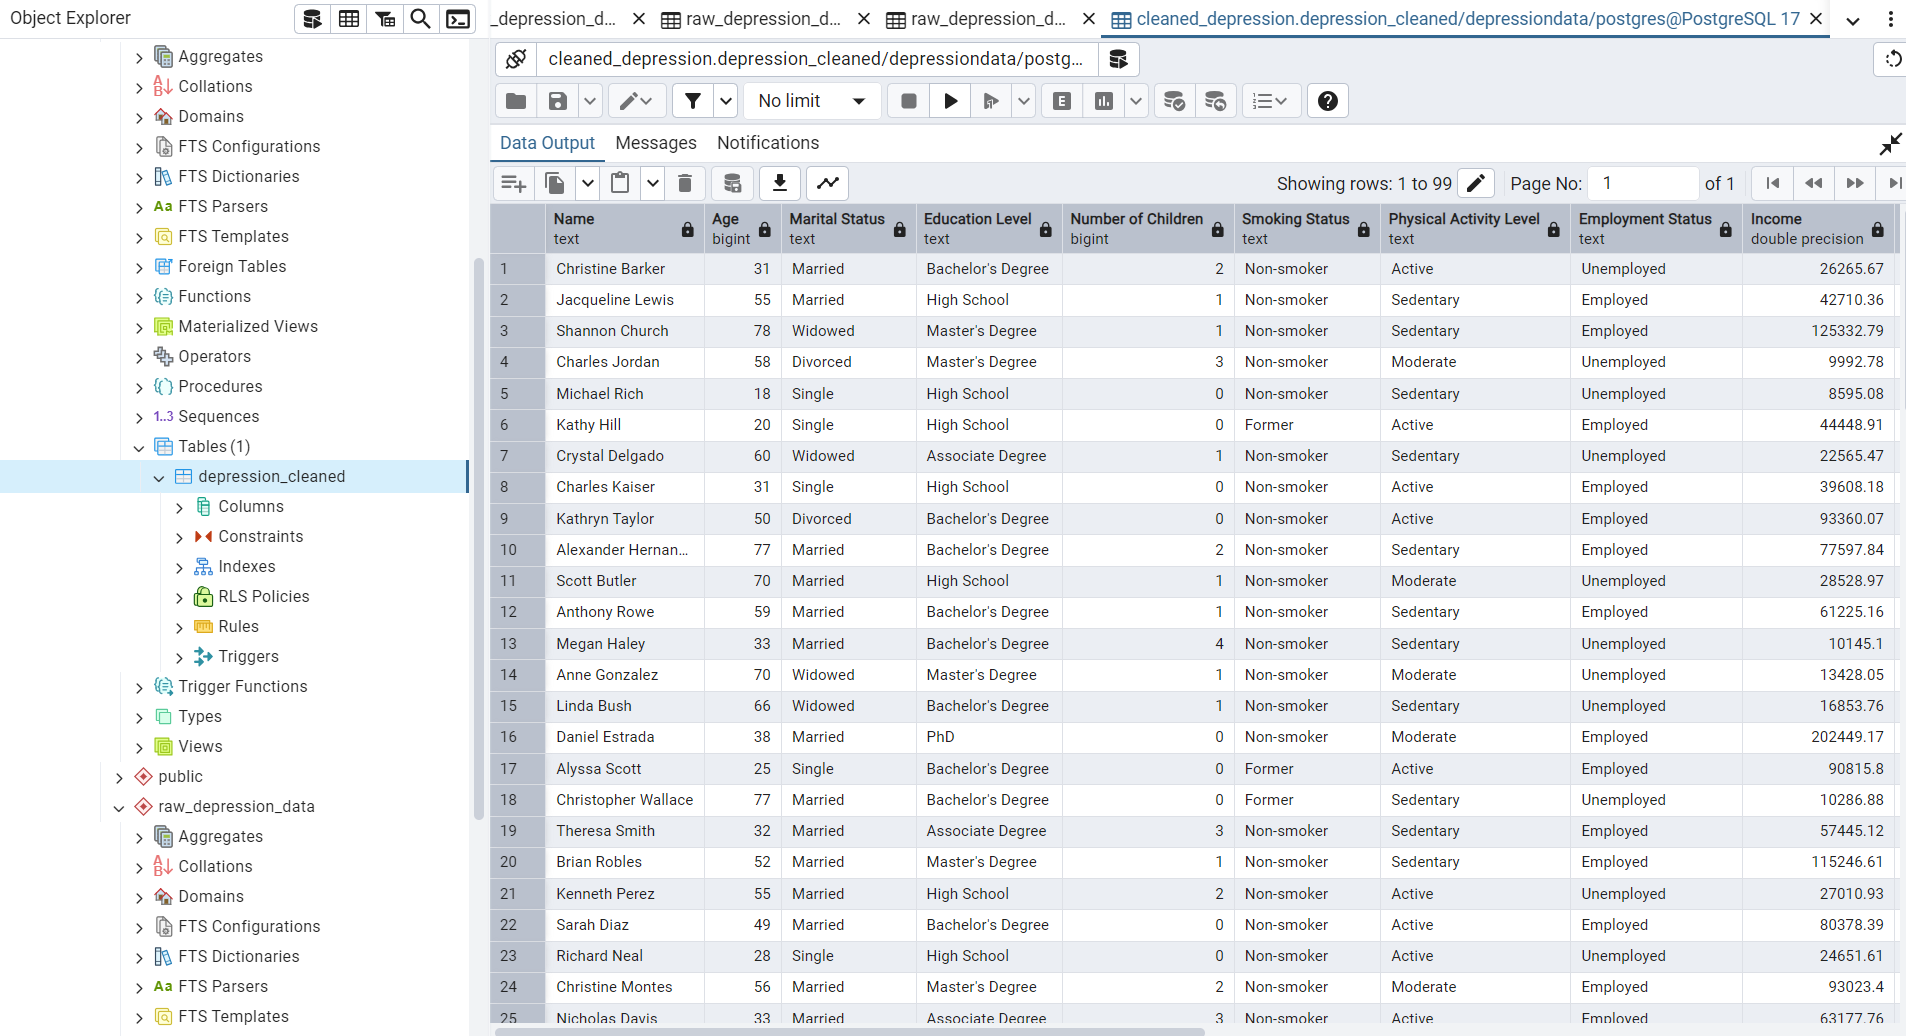 Object Explorer
Aggregates
Collations
Domains
FTS Configurations
FTS Dictionaries
Aa FTS Parsers
FTS Templates
Foreign Tables
Functions
Materialized Views
Operators
Procedures
1..3 Sequences
Tables (1)
depression_cleaned
Columns
Constraints
Indexes
RLS Policies
Rules
Triggers
Trigger Functions
Types
Views
public
raw_depression_data
Aggregates
Collations
Domains
FTS Configurations
FTS Dictionaries
Aa FTS Parsers
FTS Templates
_depression_d... raw_depression_d... raw_depression_d... cleaned_depression.depression_cleaned/depressiondata/postgres@PostgreSQL 17
cleaned_depression.depression_cleaned/depressiondata/postg...
No limit E
Data Output Messages Notifications
Showing rows: 1 to 99 Page No: 1 of 1
Name Age Marital Status Education Level Number of Children Smoking Status Physical Activity Level Employment Status Income
text bigint text text bigint text text text double precision
1 Christine Barker 31 Married Bachelor's Degree 2 Non-smoker Active Unemployed 26265.67
2 Jacqueline Lewis 55 Married High School 1 Non-smoker Sedentary Employed 42710.36
3 Shannon Church 78 Widowed Master's Degree 1 Non-smoker Sedentary Employed 125332.79
4 Charles Jordan 58 Divorced Master's Degree 3 Non-smoker Moderate Unemployed 9992.78
5 Michael Rich 18 Single High School 0 Non-smoker Sedentary Unemployed 8595.08
6 Kathy Hill 20 Single High School 0 Former Active Employed 44448.91
7 Crystal Delgado 60 Widowed Associate Degree 1 Non-smoker Sedentary Unemployed 22565.47
8 Charles Kaiser 31 Single High School 0 Non-smoker Active Employed 39608.18
9 Kathryn Taylor 50 Divorced Bachelor's Degree 0 Non-smoker Active Employed 93360.07
10 Alexander Hernan... 77 Married Bachelor's Degree 2 Non-smoker Sedentary Employed 77597.84
11 Scott Butler 70 Married High School 1 Non-smoker Moderate Unemployed 28528.97
12 Anthony Rowe 59 Married Bachelor's Degree 1 Non-smoker Sedentary Employed 61225.16
13 Megan Haley 33 Married Bachelor's Degree 4 Non-smoker Sedentary Unemployed 10145.1
14 Anne Gonzalez 70 Widowed Master's Degree 1 Non-smoker Moderate Unemployed 13428.05
15 Linda Bush 66 Widowed Bachelor's Degree 1 Non-smoker Sedentary Unemployed 16853.76
16 Daniel Estrada 38 Married PhD 0 Non-smoker Moderate Employed 202449.17
17 Alyssa Scott 25 Single Bachelor's Degree 0 Former Active Employed 90815.8
18 Christopher Wallace 77 Married Bachelor's Degree 0 Former Sedentary Unemployed 10286.88
19 Theresa Smith 32 Married Associate Degree 3 Non-smoker Sedentary Employed 57445.12
20 Brian Robles 52 Married Master's Degree 1 Non-smoker Sedentary Employed 115246.61
21 Kenneth Perez 55 Married High School 2 Non-smoker Active Unemployed 27010.93
22 Sarah Diaz 49 Married Bachelor's Degree 0 Non-smoker Active Employed 80378.39
23 Richard Neal 28 Single High School 0 Non-smoker Active Unemployed 24651.61
24 Christine Montes 56 Married Master's Degree 2 Non-smoker Moderate Employed 93023.4
25 Nicholas Davis 33 Married Associate Degree 3 Non-smoker Active Employed 63177.76